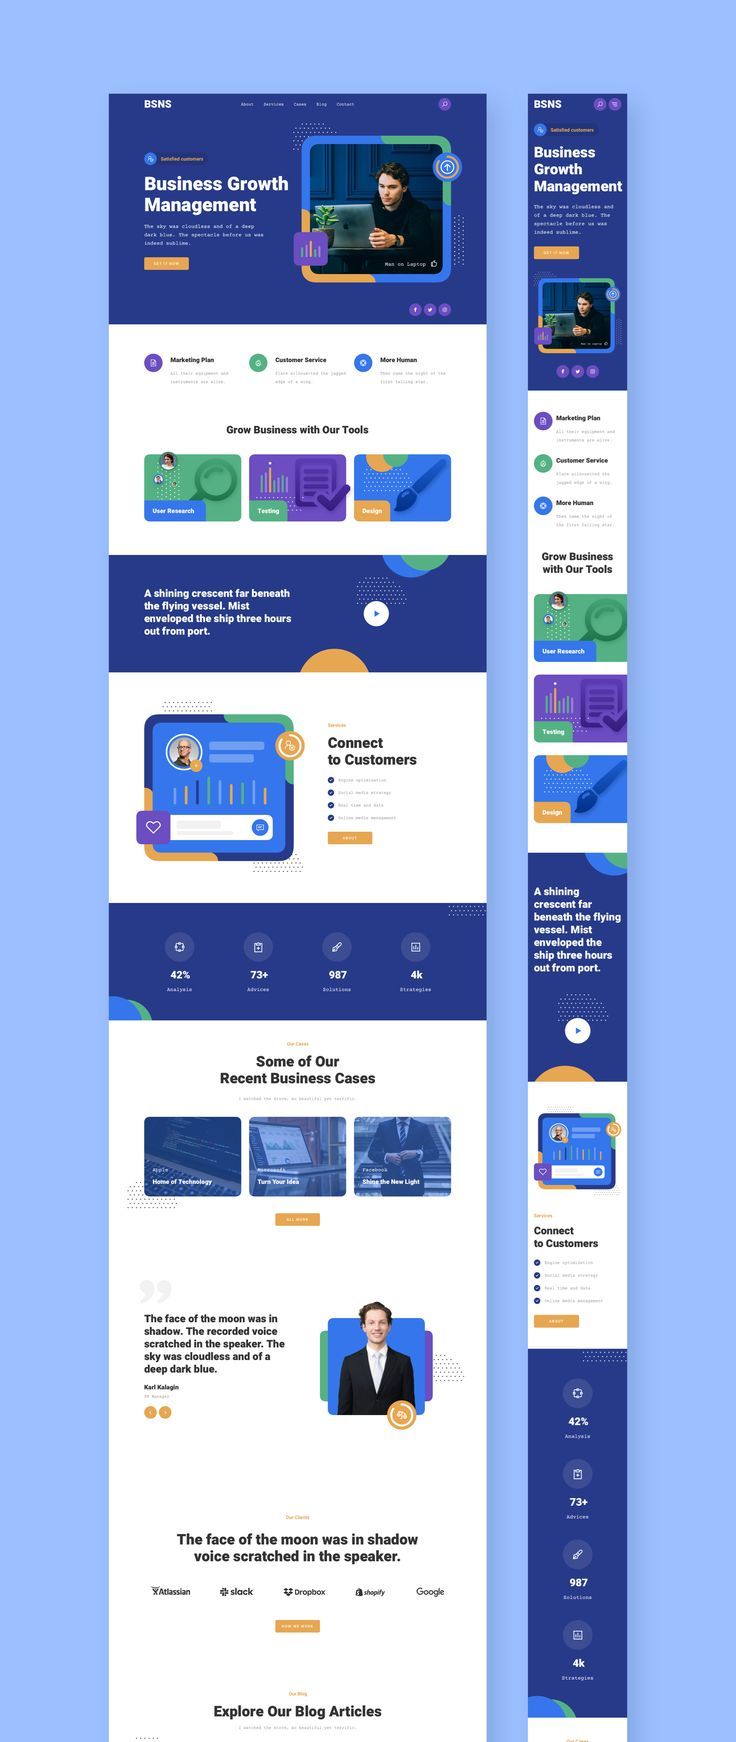 BSNS
About Services Cases Blog Contact
Satisfied customers
Business Growth
Management
The sky was cloudless and of a deep
dark blue. The spectacle before us was
indeed sublime.
GET IT NOW
Man on Laptop
Marketing Plan
All their equipment and
instruments are alive.
Customer Service
Flare silhouetted the jagged
edge of a wing.
More Human
Then came the night of the
first falling star.
Grow Business with Our Tools
User Research
Testing
Design
A shining crescent far beneath
the flying vessel. Mist
enveloped the ship three hours
out from port.
Services
Connect
to Customers
Engine optimization
Social media strategy
Real time and data
Online media management
ABOUT
42%
Analysis
73+
Advices
987
Solutions
4k
Strategies
Our Cases
Some of Our
Recent Business Cases
I watched the storm, so beautiful yet terrific.
Apple
Home of Technology
Microsoft
Turn Your Idea
Facebook
Shine the New Light
ALL WORK
The face of the moon was in
shadow. The recorded voice
scratched in the speaker. The
sky was cloudless and of a
deep dark blue.
Karl Kalagin
PR Manager
Our Clients
The face of the moon was in shadow
voice scratched in the speaker.
Atlassian
slack
Dropbox
shopify
Google
HOW WE WORK
Our Blog
Explore Our Blog Articles
I watched the storm, so beautiful yet terrific.
BSNS
Satisfied customers
Business
Growth
Management
The sky was cloudless and
of a deep dark blue. The
spectacle before us was
indeed sublime.
GET IT NOW
Man on Laptop
Marketing Plan
All their equipment and
instruments are alive.
Customer Service
Flare silhouetted the
jagged edge of a wing.
More Human
Then came the night of
the first falling star.
Grow Business
with Our Tools
User Research
Testing
Design
A shining
crescent far
beneath the flying
vessel. Mist
enveloped the
ship three hours
out from port.
Services
Connect
to Customers
Engine optimization
Social media strategy
Real time and data
Online media management
ABOUT
42%
Analysis
73+
Advices
987
Solutions
4k
Strategies
Our Cases